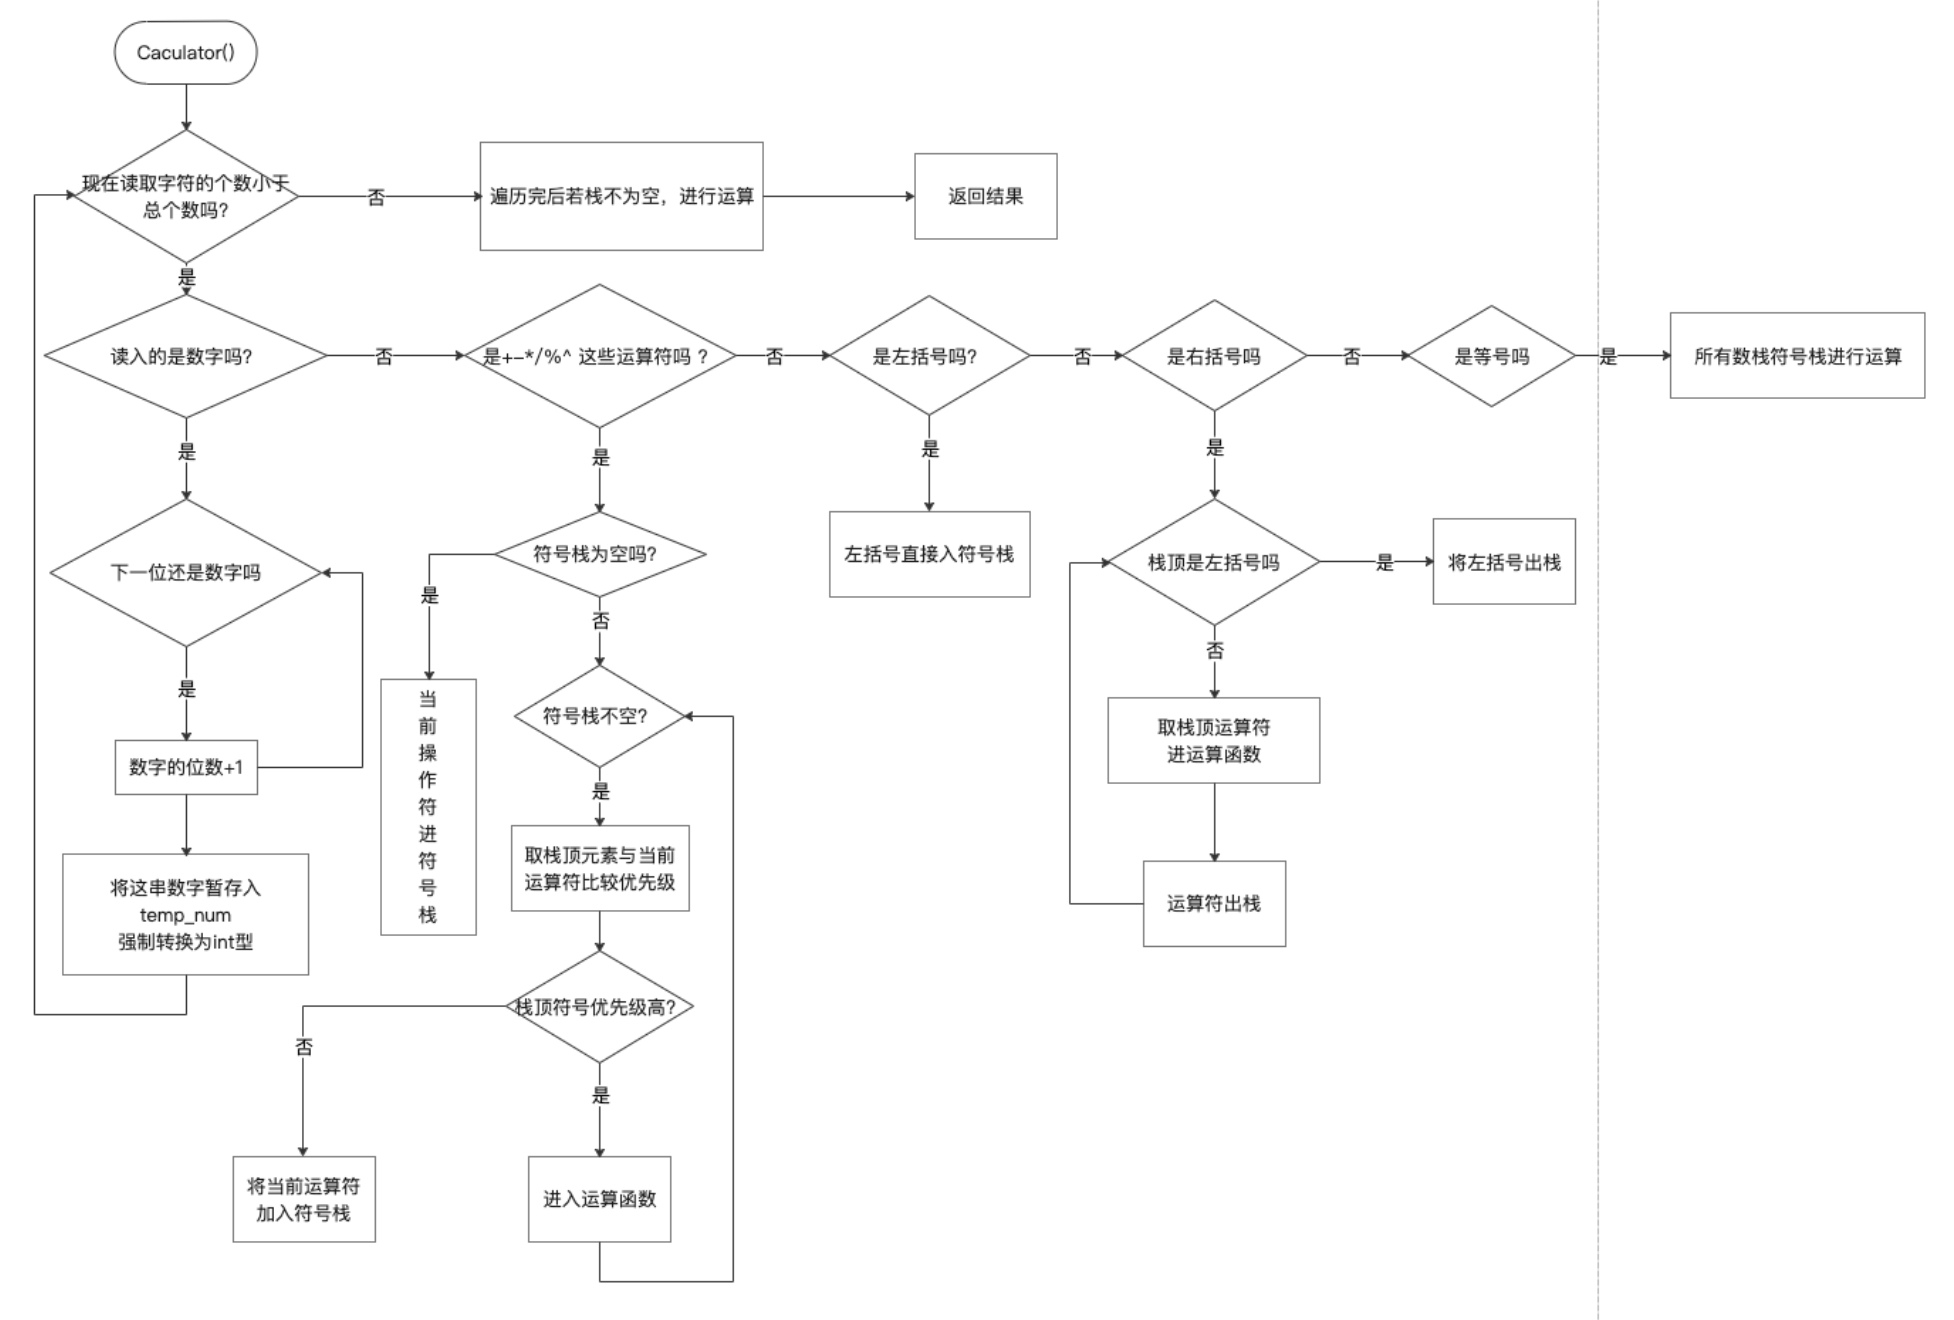 Caculator()
现在读取字符的个数小于
总个数吗?
否
遍历完后若栈不为空，进行运算
返回结果
是
读入的是数字吗?
否
是+-*/%^ 这些运算符吗 ?
否
是左括号吗?
否
是右括号吗
否
是等号吗
是
所有数栈符号栈进行运算
是
下一位还是数字吗
是
数字的位数+1
将这串数字暂存入
temp_num
强制转换为int型
是
符号栈为空吗?
是
当
前
操
作
符
进
符
号
栈
否
符号栈不空?
是
取栈顶元素与当前
运算符比较优先级
栈顶符号优先级高?
否
将当前运算符
加入符号栈
是
进入运算函数
是
左括号直接入符号栈
是
栈顶是左括号吗
是
将左括号出栈
否
取栈顶运算符
进运算函数
运算符出栈